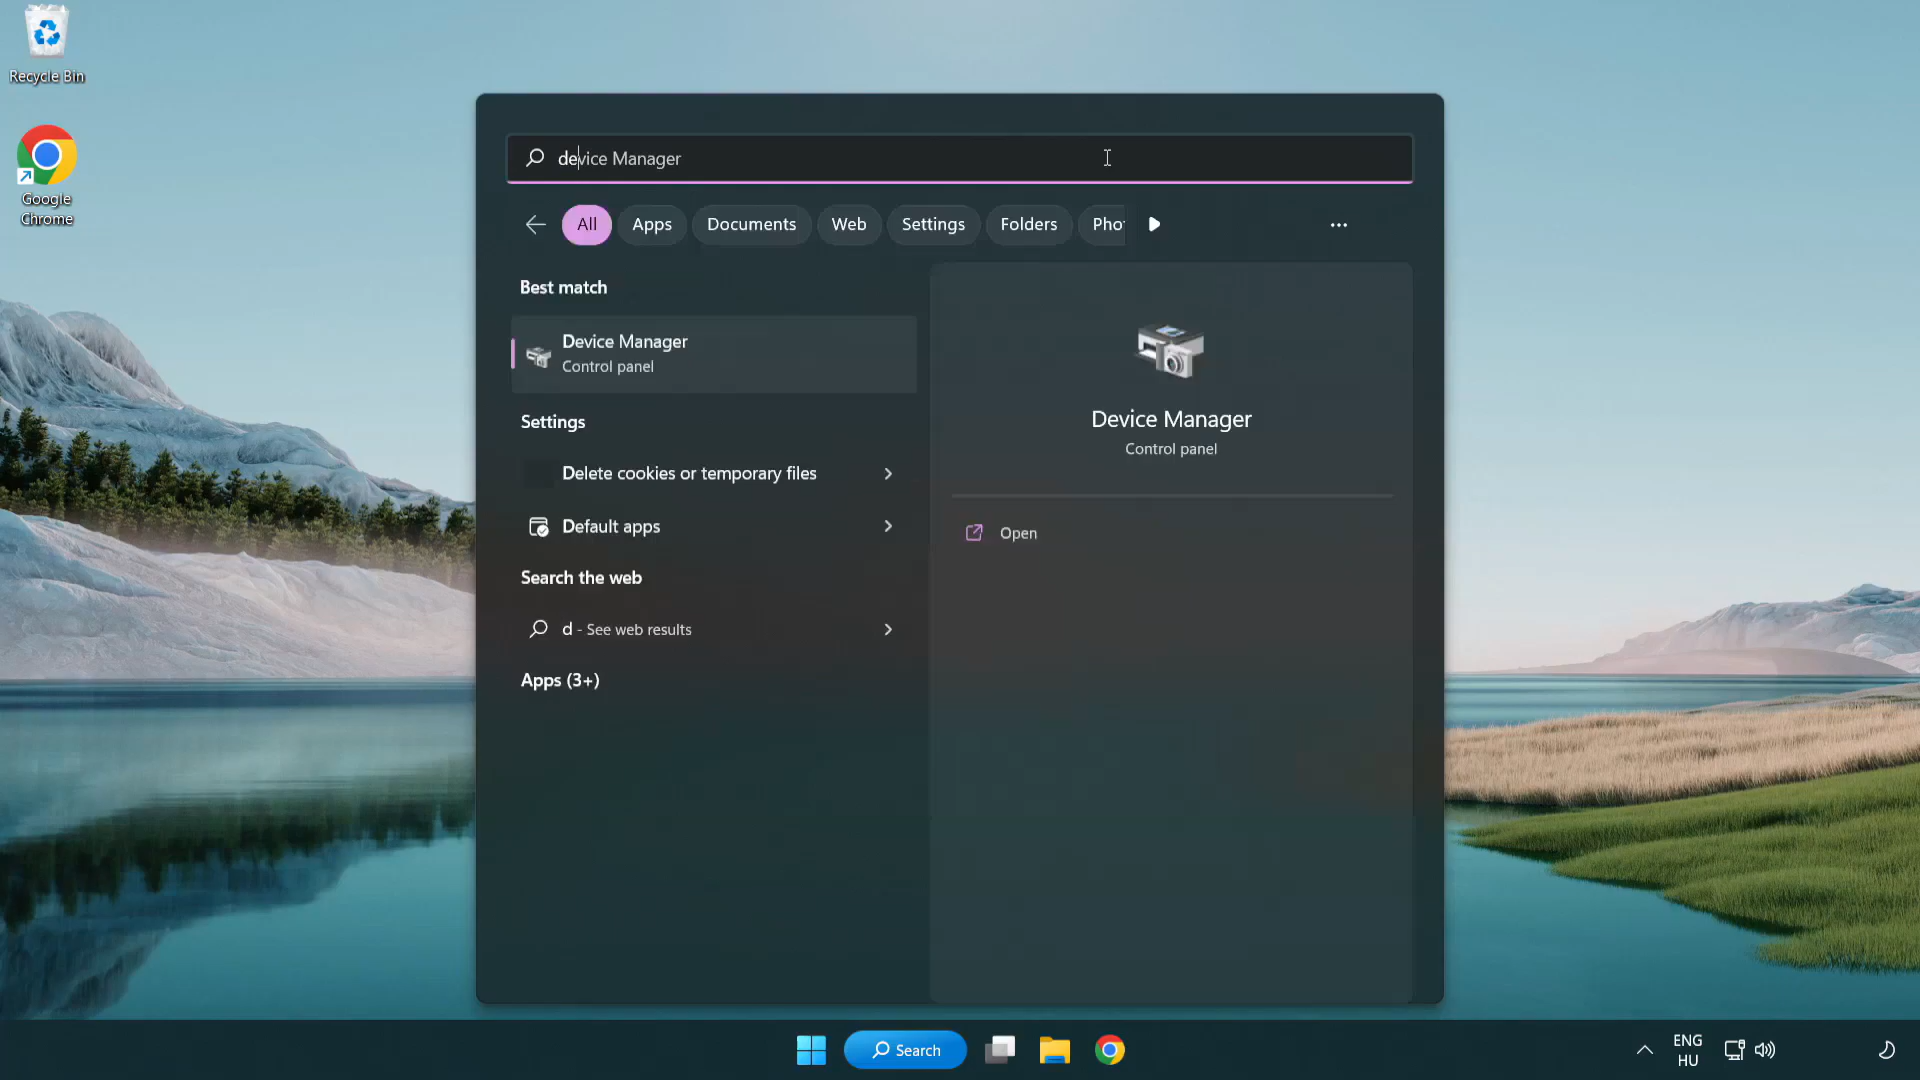 Recycle Bin
Google
Chrome
device Manager
All
Apps
Documents
Web
Settings
Folders
Phot
Best match
Device Manager
Control panel
Settings
Delete cookies or temporary files
Default apps
Search the web
d - See web results
Apps (3+)
Device Manager
Control panel
Open
Search
ENG
HU